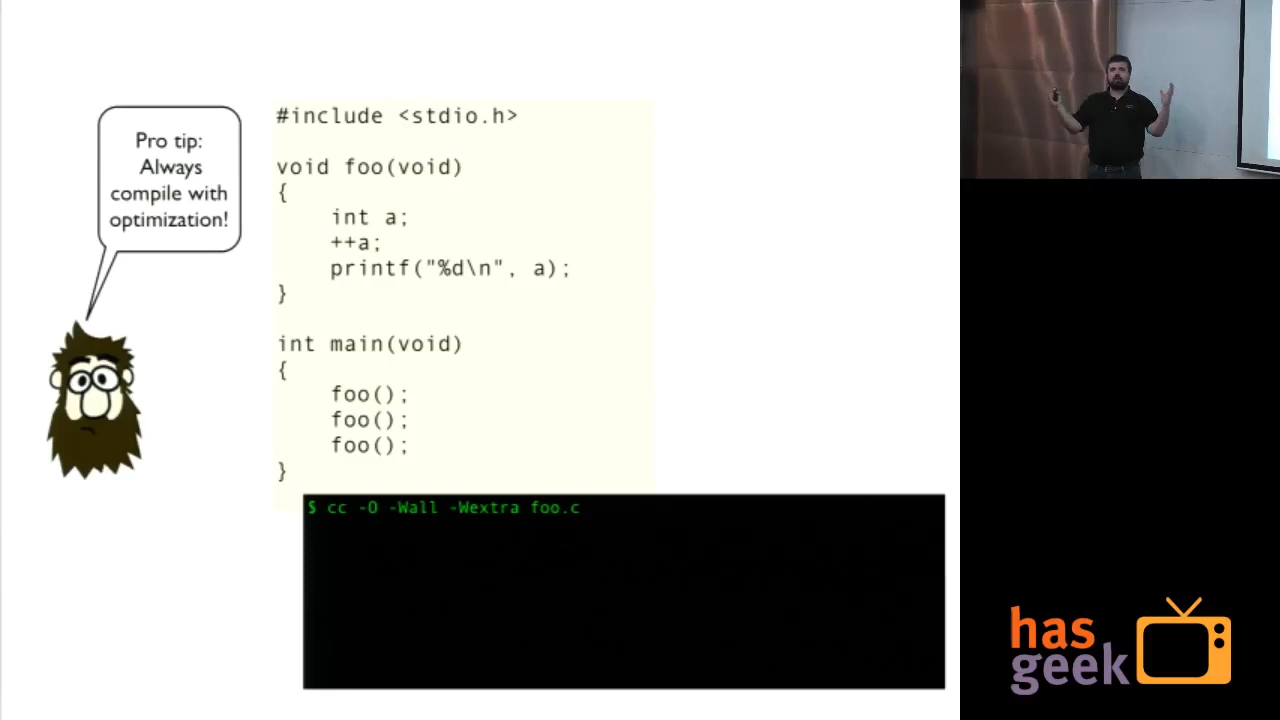 Pro tip:
Always
compile with
optimization!
#include <stdio.h>
void foo(void)
{
    int a;
    ++a;
    printf("%d\n", a);
}
int main(void)
{
    foo();
    foo();
    foo();
}
$ cc -O -Wall -Wextra foo.c
has
geek